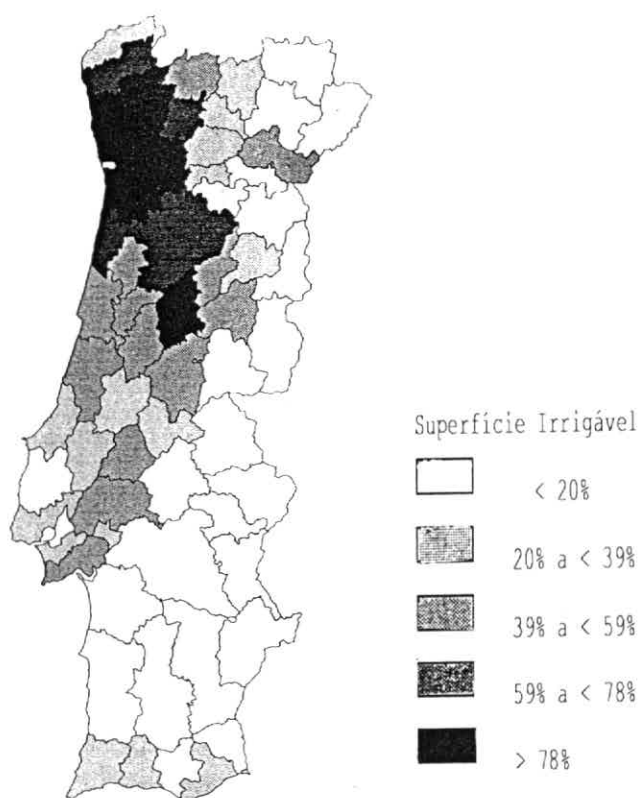 Superfície Irrigável
< 20%
20% a < 39%
39% a < 59%
59% a < 78%
> 78%